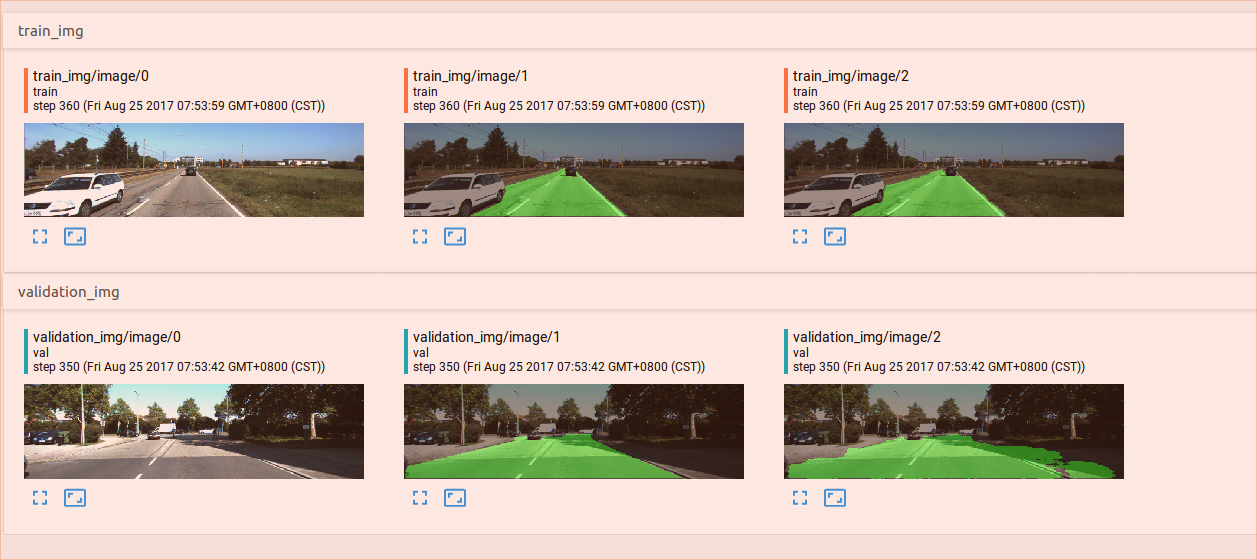 train_img
train_img/image/0
train
step 360 (Fri Aug 25 2017 07:53:59 GMT+0800 (CST))
train_img/image/1
train
step 360 (Fri Aug 25 2017 07:53:59 GMT+0800 (CST))
train_img/image/2
train
step 360 (Fri Aug 25 2017 07:53:59 GMT+0800 (CST))
validation_img
validation_img/image/0
val
step 350 (Fri Aug 25 2017 07:53:42 GMT+0800 (CST))
validation_img/image/1
val
step 350 (Fri Aug 25 2017 07:53:42 GMT+0800 (CST))
validation_img/image/2
val
step 350 (Fri Aug 25 2017 07:53:42 GMT+0800 (CST))